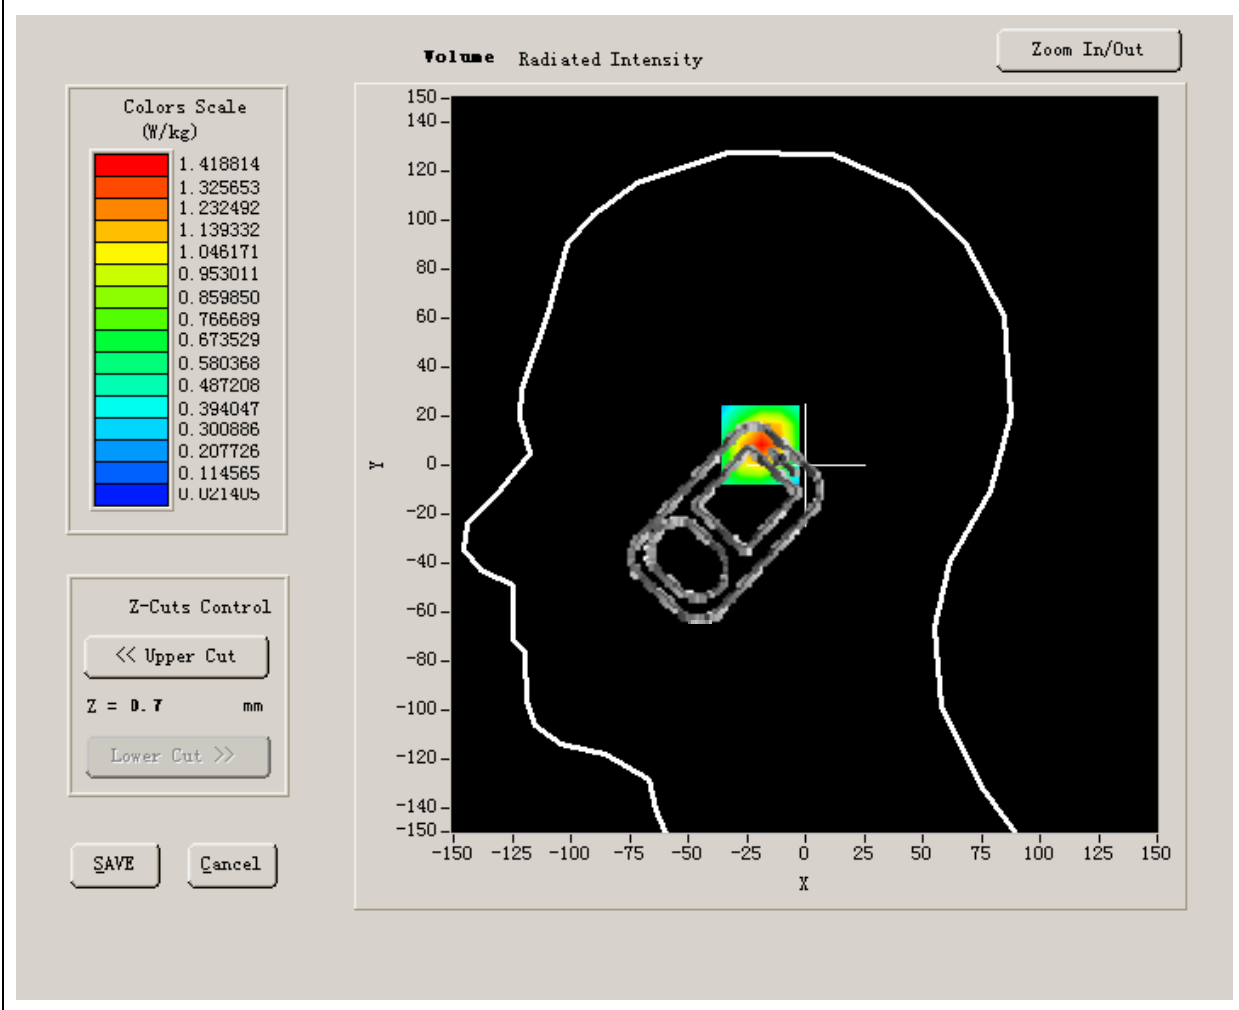 Volume Radiated Intensity
Zoom In/Out
Colors Scale
(W/kg)
1.418814
1.325653
1.232492
1.139332
1.046171
0.953011
0.859850
0.766689
0.673529
0.580368
0.487208
0.394047
0.300886
0.207726
0.114565
0.021405
Z-Cuts Control
<< Upper Cut
Z = 0.7 mm
Lower Cut >>
SAVE
Cancel
150
140
120
100
80
60
40
20
0
-20
-40
-60
-80
-100
-120
-140
-150
Y
-150 -125 -100 -75 -50 -25 0 25 50 75 100 125 150
X